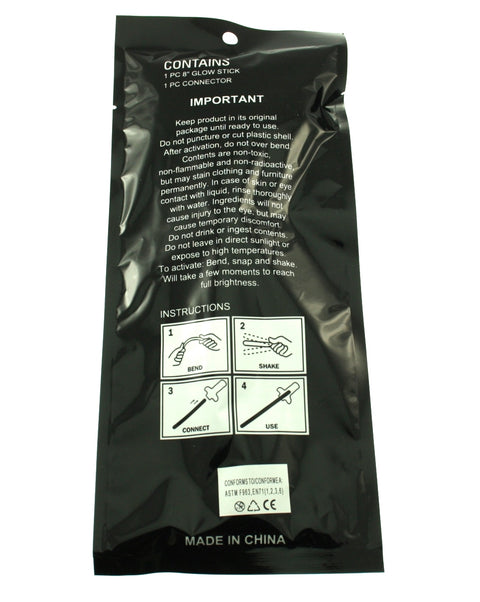 CONTAINS
1 PC 8" GLOW STICK
1 PC CONNECTOR
IMPORTANT
Keep product in its original
package until ready to use.
Do not puncture or cut plastic shell.
After activation, do not over bend.
Contents are non-toxic,
non-flammable and non-radioactive,
but may stain clothing and furniture
permanently. In case of skin or eye
contact with liquid, rinse thoroughly
with water. Ingredients will not
cause injury to the eye, but may
cause temporary discomfort.
Do not drink or ingest contents.
Do not leave in direct sunlight or
expose to high temperatures.
To activate: Bend, snap and shake.
Will take a few moments to reach
full brightness.
INSTRUCTIONS
1
BEND
2
SHAKE
3
CONNECT
4
USE
CONFORMS TO/CONFORME A:
ASTM F963,EN71(1,2,3,6)
CE
MADE IN CHINA